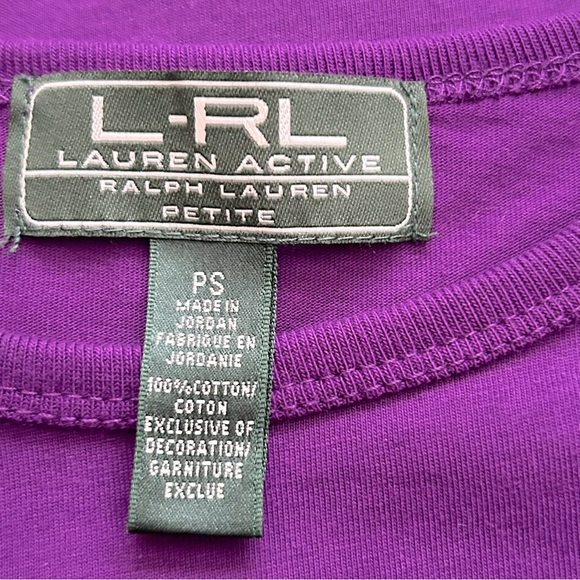 L-RL
LAUREN ACTIVE
RALPH LAUREN
PETITE
PS
MADE IN
JORDAN
FABRIQUE EN
JORDANIE
100% COTTON/
COTON
EXCLUSIVE OF
DECORATION/
GARNITURE
EXCLUE